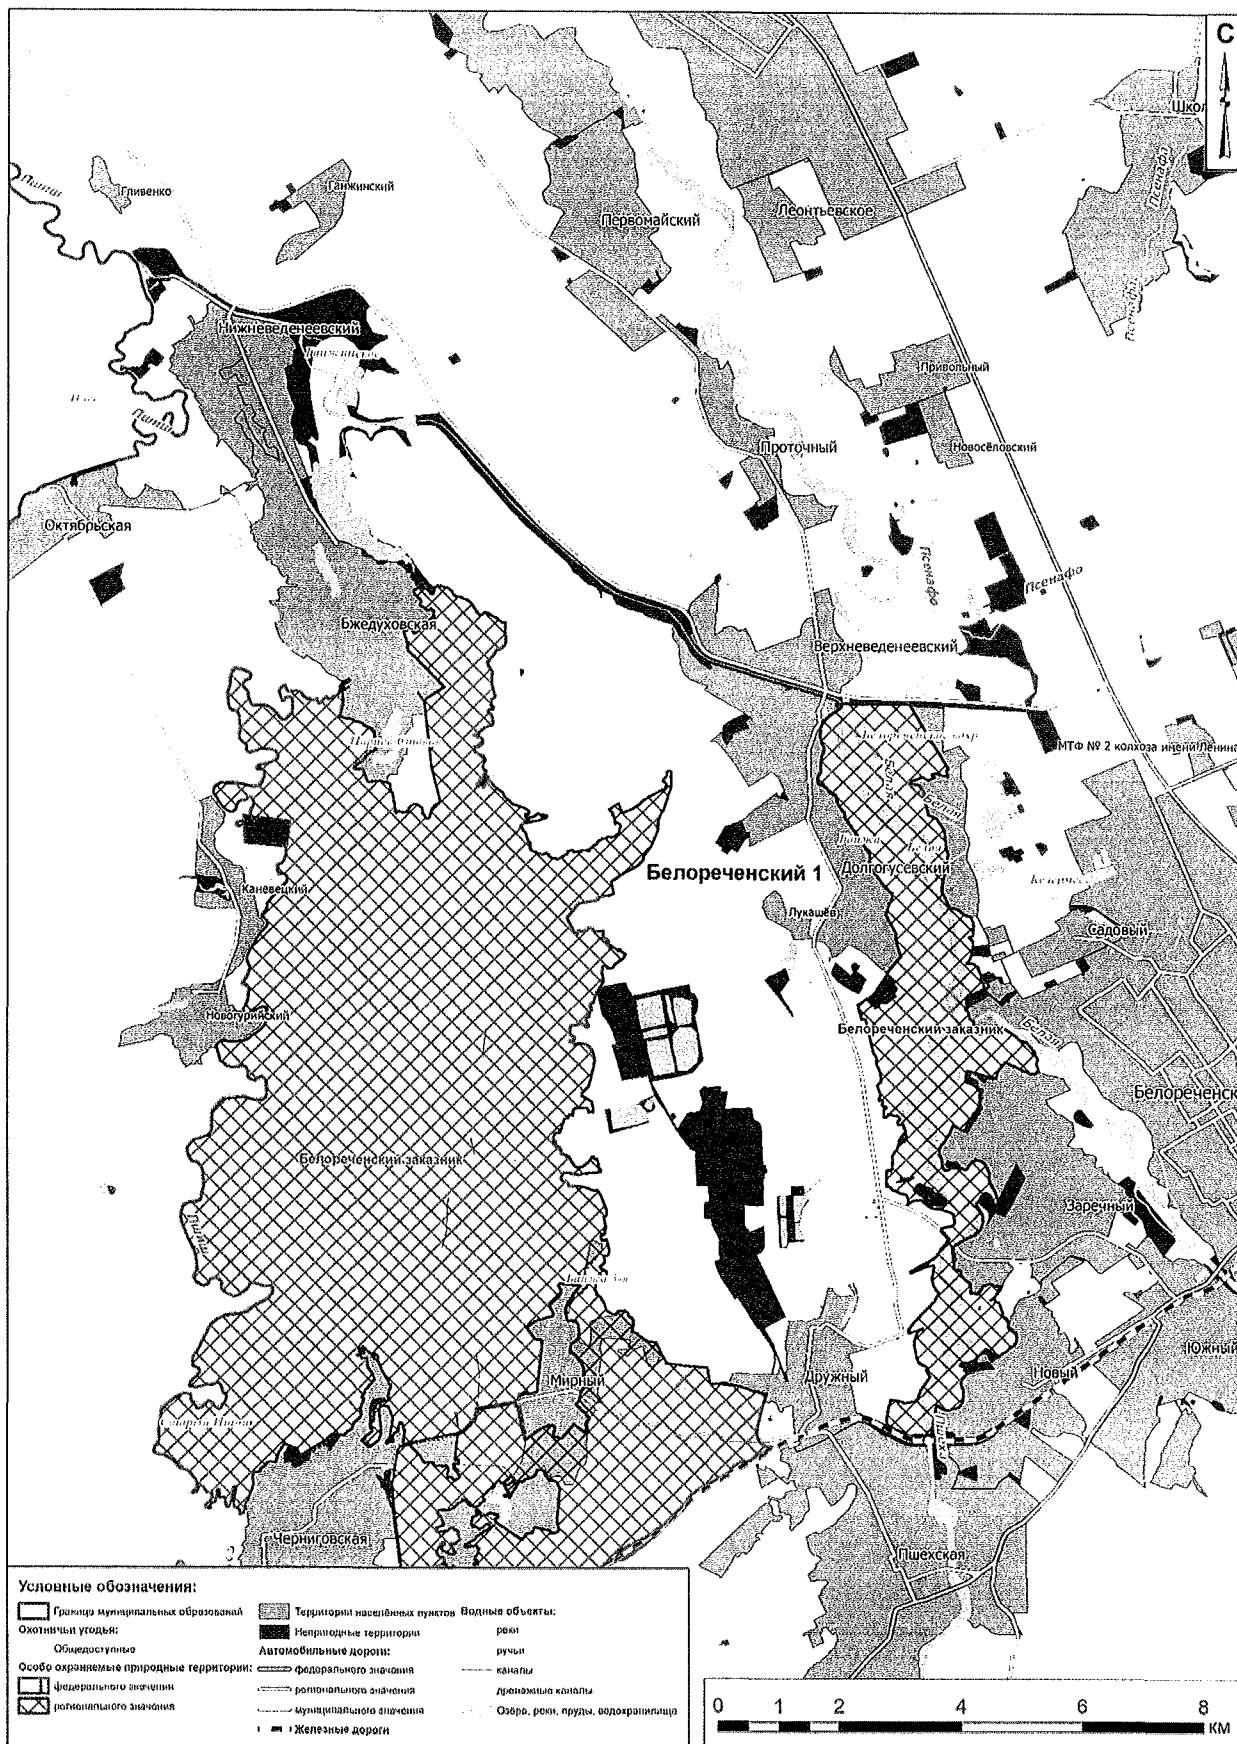 С
Школ
Псенафа
Пшиш
Гливенко
Ганжинский
Первомайский
Леонтьевское
Псенафа
Нижневеденеевский
Привольный
Пшиш
Проточный
Новосёловский
Октябрьская
Псенафо
Псенафо
Бжедуховская
Верхневеденеевский
МТФ № 2 колхоза имени Ленина
Белая
Белореченский 1
Долгогусевский
Каневецкий
Лукашёв
Садовый
Новогурийский
Белореченский заказник
Белая
Белореченск
Белореченский заказник
Заречный
Пшиш
Южный
Мирный
Дружный
Новый
Старый Пшиш
Пшеха
Черниговская
Пшехская
Условные обозначения:
Граница муниципальных образований
Охотничьи угодья:
Общедоступные
Особо охраняемые природные территории:
федерального значения
регионального значения
Территории населённых пунктов
Непригодные территории
Автомобильные дороги:
федерального значения
регионального значения
муниципального значения
Железные дороги
Водные объекты:
реки
ручьи
каналы
дренажные каналы
Озёра, реки, пруды, водохранилища
0 1 2 4 6 8
КМ